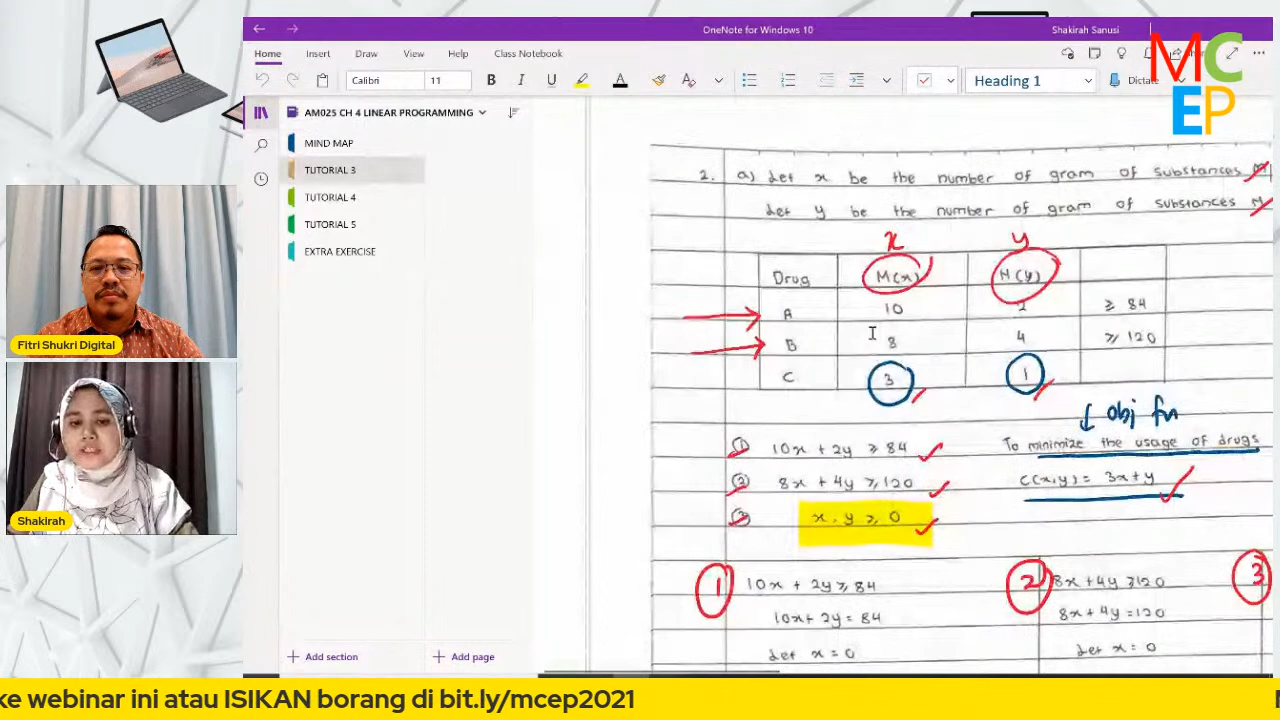 OneNote for Windows 10
Shakirah Sanusi
MCEP
Home Insert Draw View Help Class Notebook
Calibri 11 B I U A Heading 1 Dictate
AM025 CH 4 LINEAR PROGRAMMING
MIND MAP
TUTORIAL 3
TUTORIAL 4
TUTORIAL 5
EXTRA EXERCISE
Add section
Add page
Fitri Shukri Digital
Shakirah
2. a) Let x be the number of gram of substances
Let y be the number of gram of substances
x y
Drug M(x) N(y)
A 10 2 ≥ 84
B 8 4 ≥ 120
C 3 1
obj fn
① 10x + 2y ≥ 84 To minimize the usage of drugs
② 8x + 4y ≥ 120 C(x,y) = 3x+y
③ x, y ≥ 0
1 10x + 2y ≥ 84 2 8x + 4y ≥ 120 3
10x + 2y = 84 8x + 4y = 120
Let x = 0 Let x = 0
ke webinar ini atau ISIKAN borang di bit.ly/mcep2021